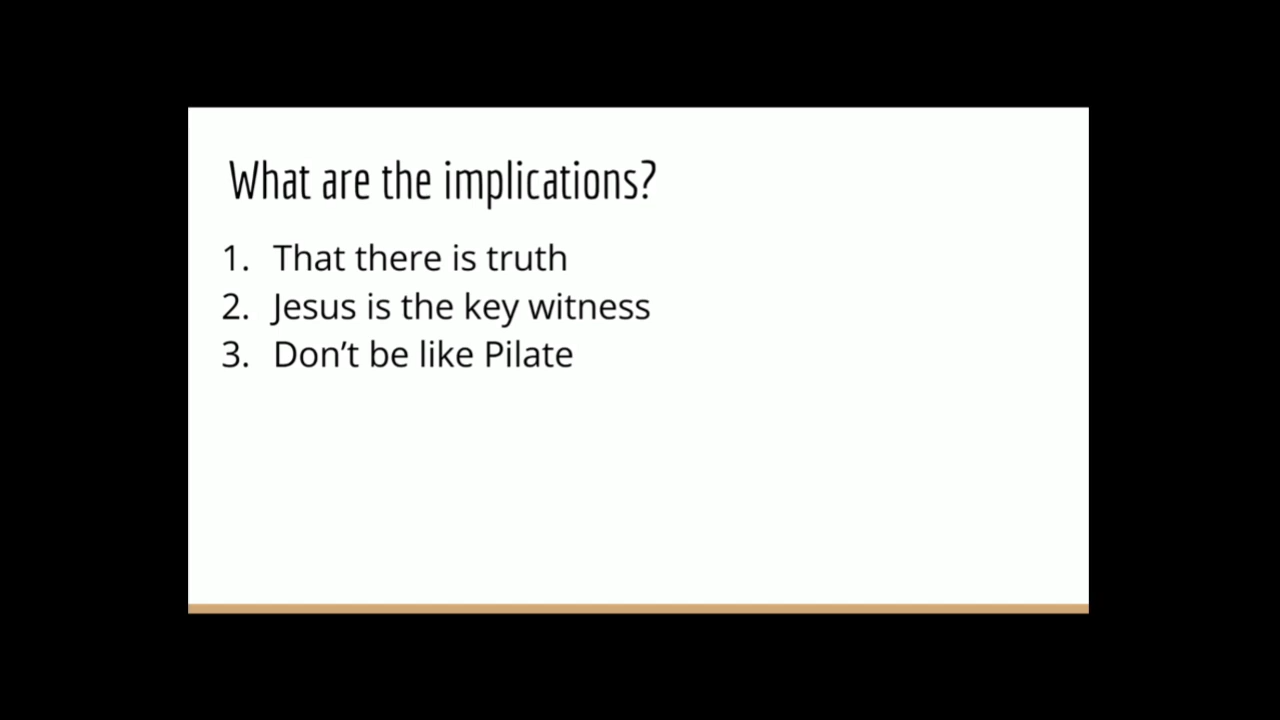 What are the implications?
1. That there is truth
2. Jesus is the key witness
3. Don’t be like Pilate